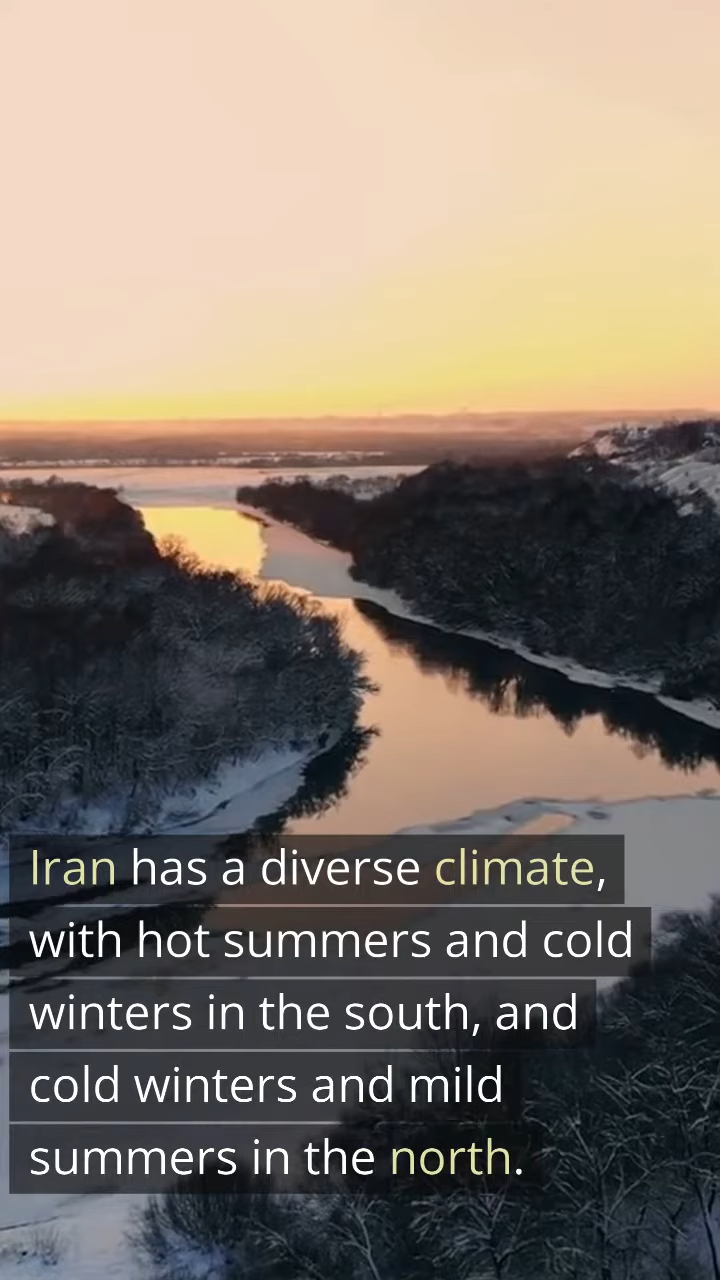 Iran has a diverse climate,
with hot summers and cold
winters in the south, and
cold winters and mild
summers in the north.